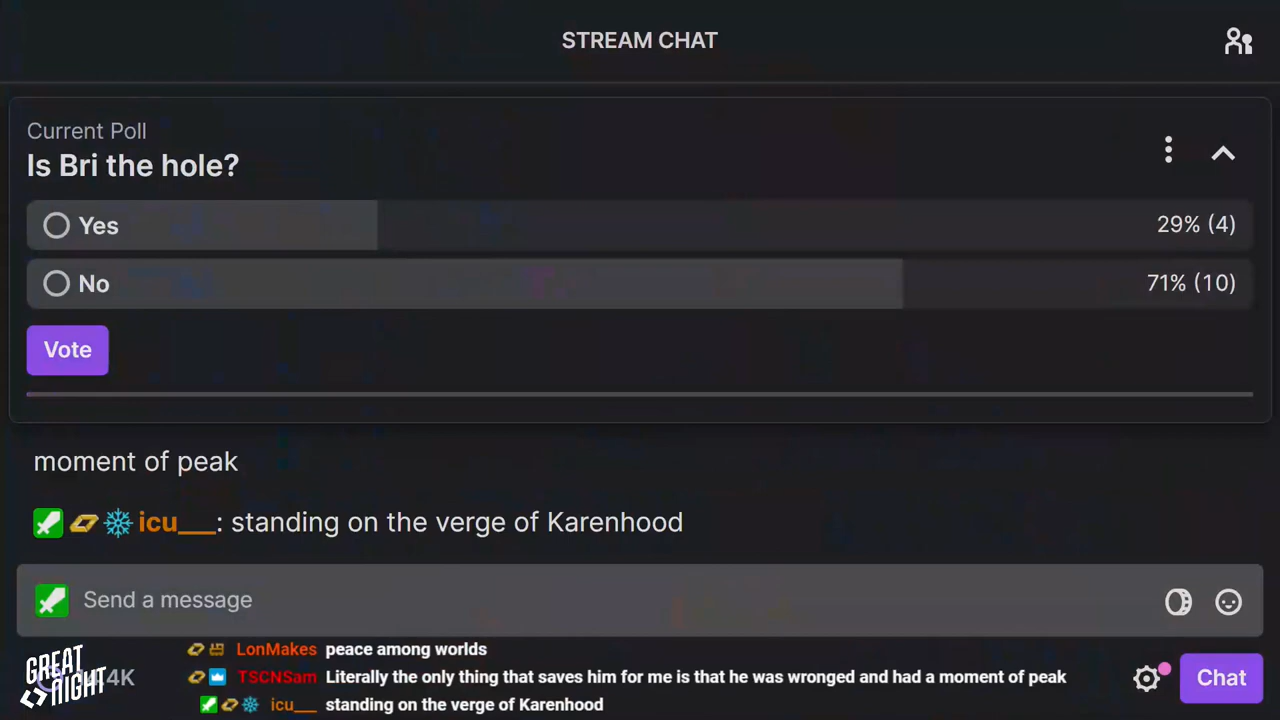 STREAM CHAT
Current Poll
Is Bri the hole?
Yes
29% (4)
No
71% (10)
Vote
moment of peak
icu___: standing on the verge of Karenhood
Send a message
LonMakes peace among worlds
TSCNSam Literally the only thing that saves him for me is that he was wronged and had a moment of peak
icu___ standing on the verge of Karenhood
GREAT
NIGHT
Chat